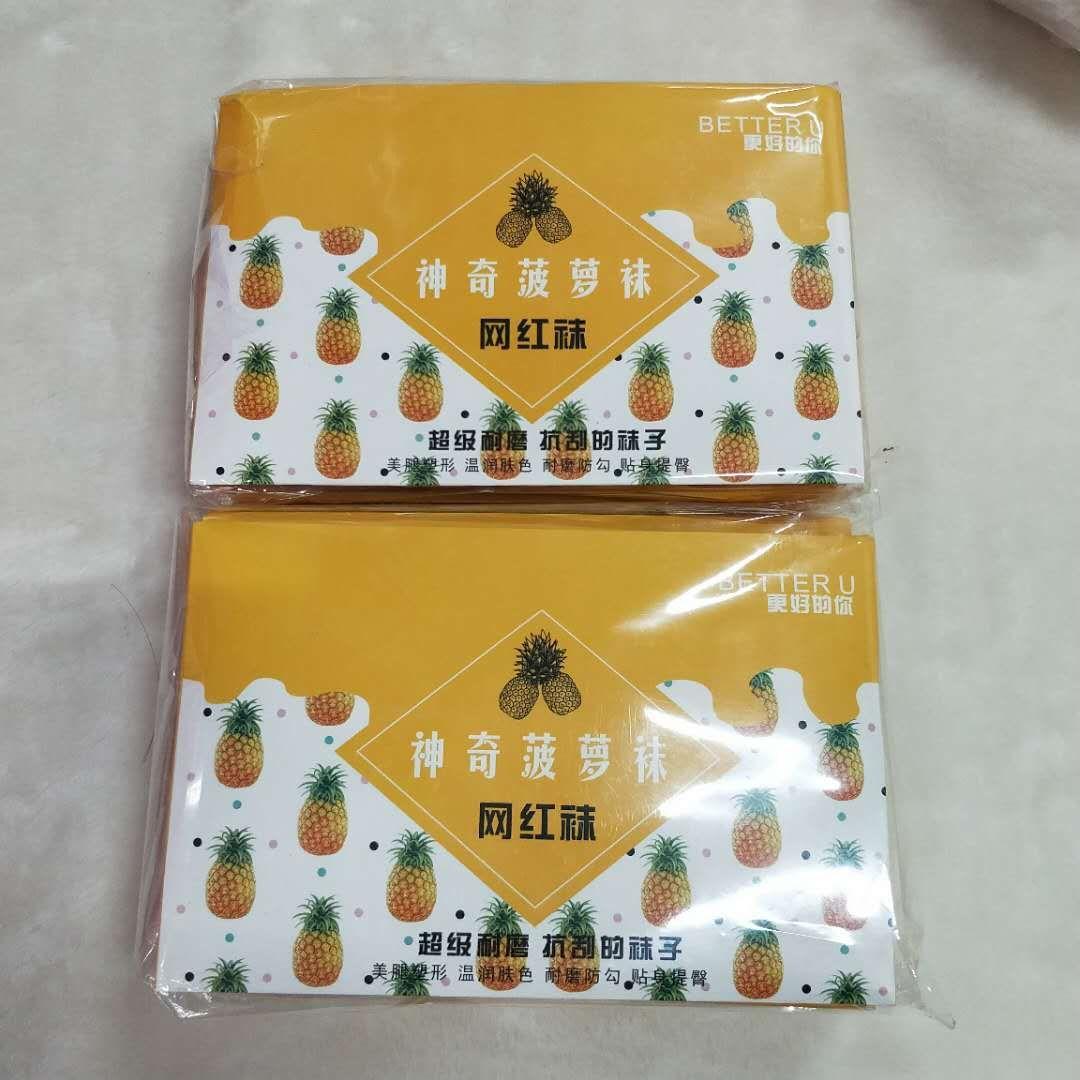 BETTER U
更好的你
神奇菠萝袜
网红袜
超级耐磨 抗刮的袜子
美腿塑形 温润肤色 耐磨防勾 贴身提臀
BETTER U
更好的你
神奇菠萝袜
网红袜
超级耐磨 抗刮的袜子
美腿塑形 温润肤色 耐磨防勾 贴身提臀